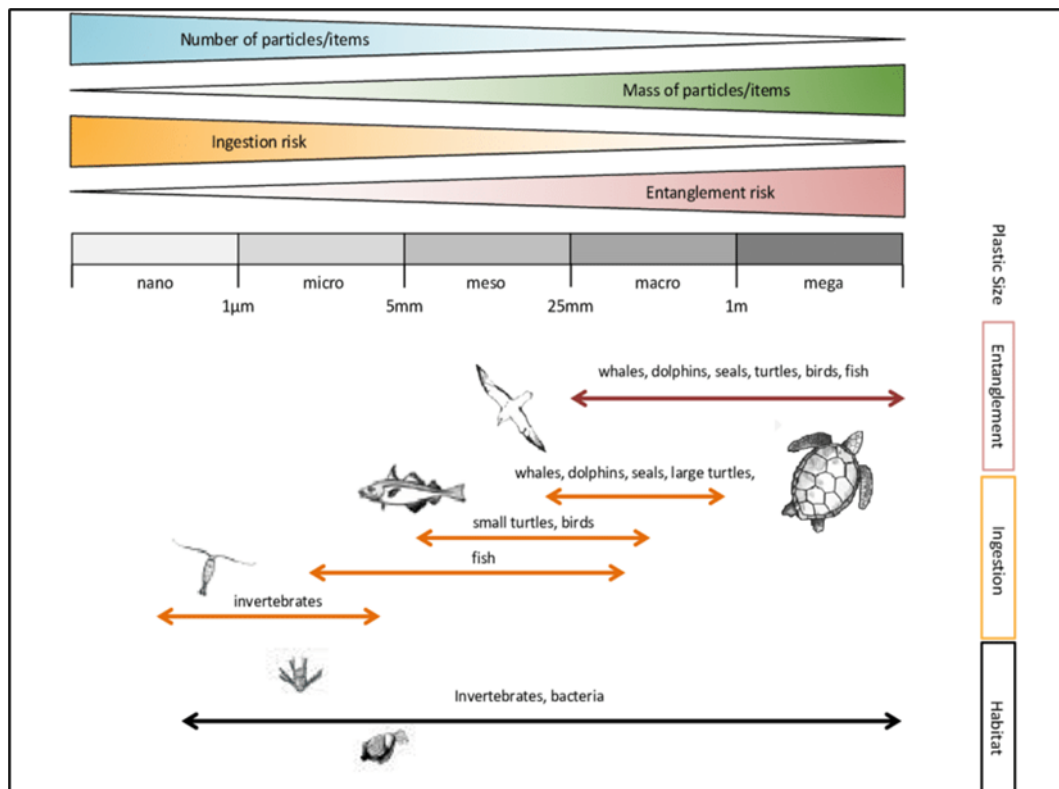 Number of particles/items
Mass of particles/items
Ingestion risk
Entanglement risk
nano
micro
meso
macro
mega
1µm
5mm
25mm
1m
Plastic Size
whales, dolphins, seals, turtles, birds, fish
Entanglement
whales, dolphins, seals, large turtles,
small turtles, birds
fish
invertebrates
Ingestion
Invertebrates, bacteria
Habitat